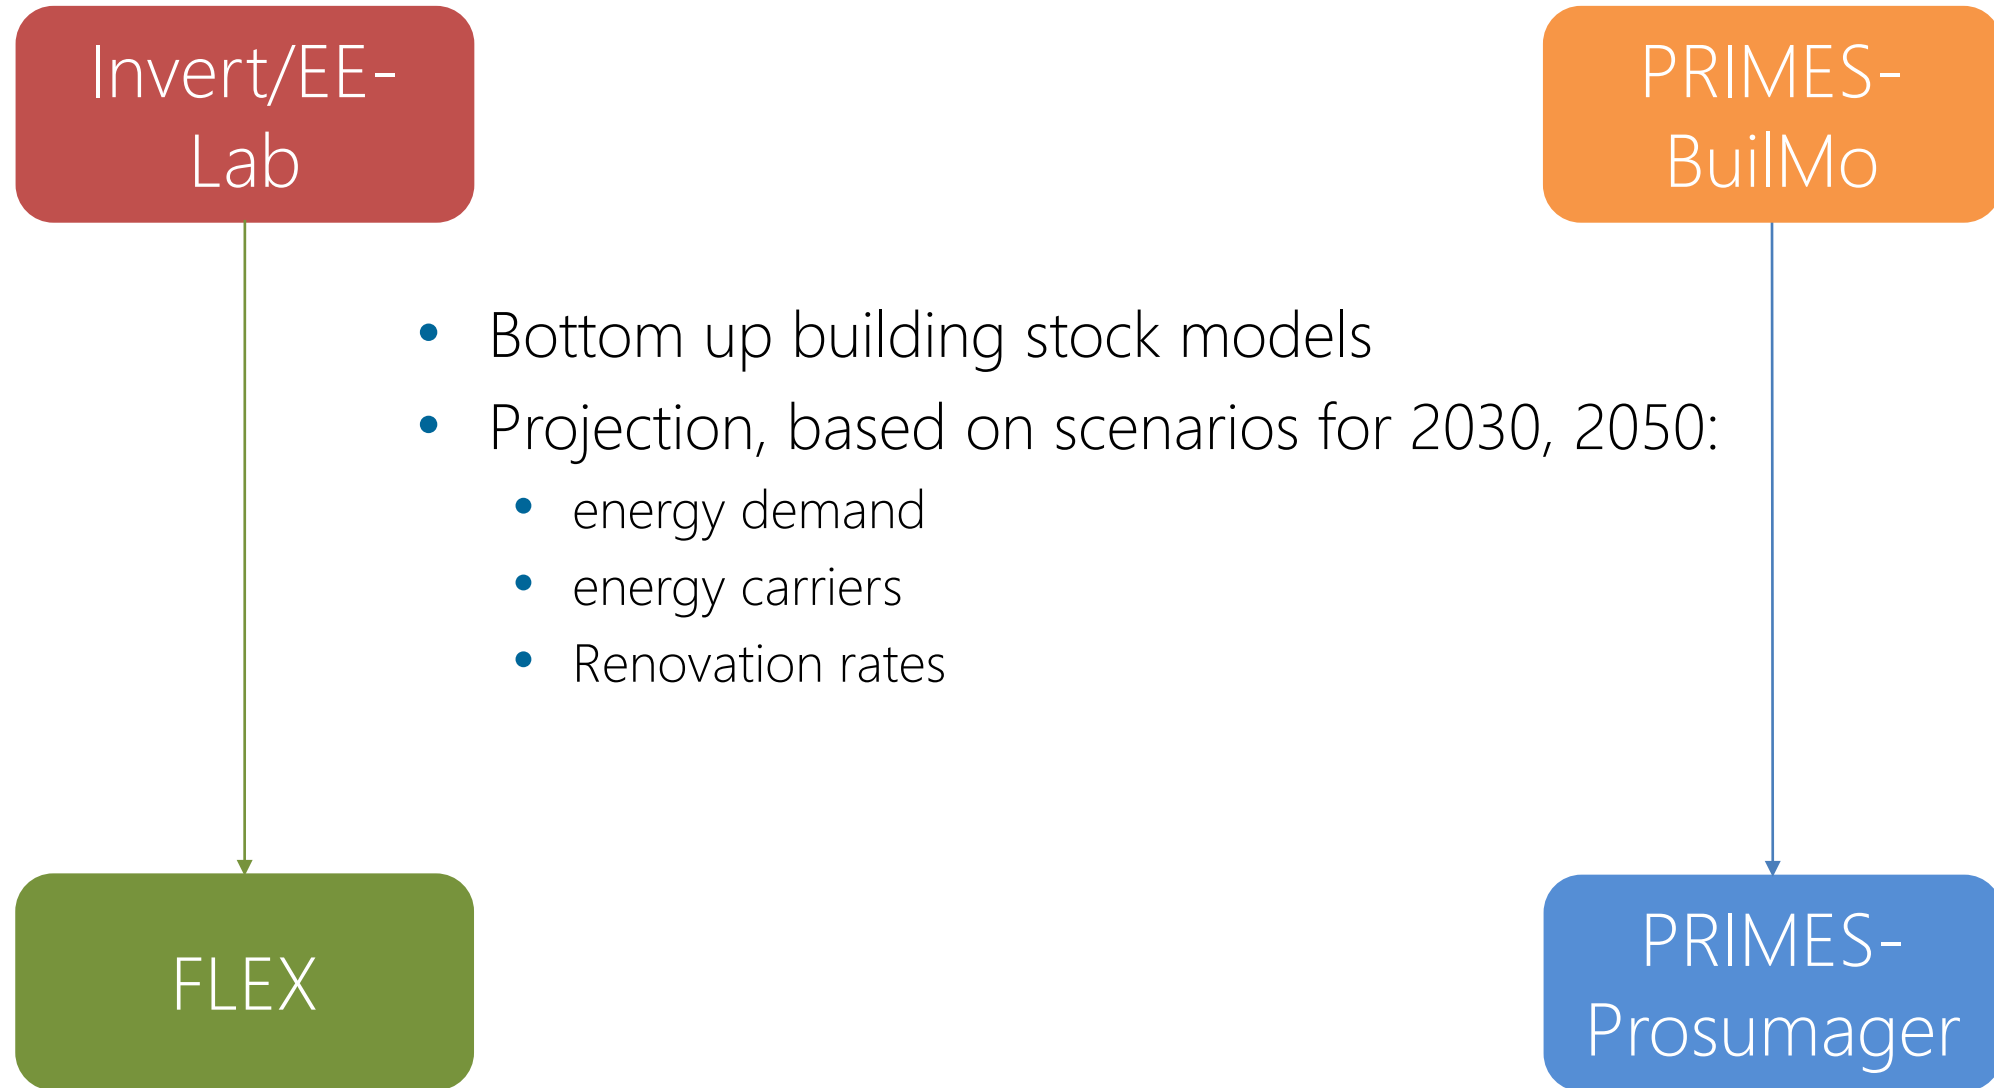 Invert/EE-
Lab
PRIMES-
BuilMo
• Bottom up building stock models
• Projection, based on scenarios for 2030, 2050:
• energy demand
• energy carriers
• Renovation rates
FLEX
PRIMES-
Prosumager